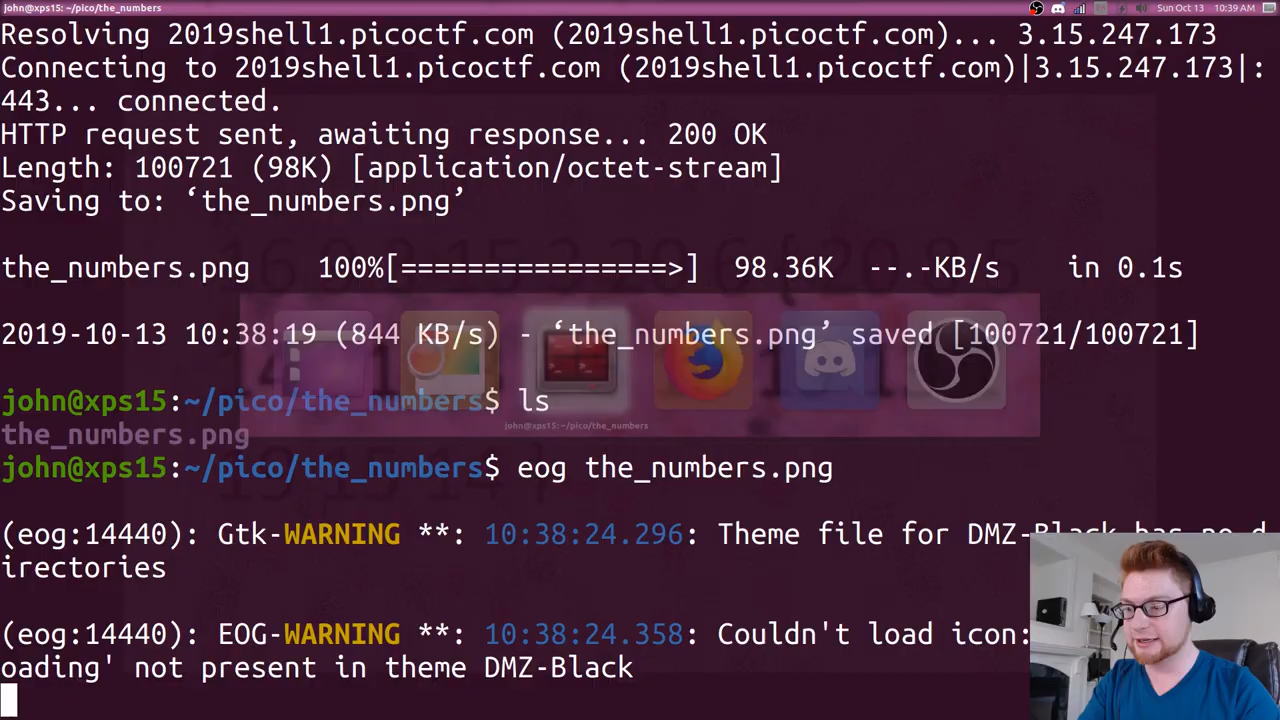 john@xps15: ~/pico/the_numbers
Sun Oct 13 10:39 AM
Resolving 2019shell1.picoctf.com (2019shell1.picoctf.com)... 3.15.247.173
Connecting to 2019shell1.picoctf.com (2019shell1.picoctf.com)|3.15.247.173|:
443... connected.
HTTP request sent, awaiting response... 200 OK
Length: 100721 (98K) [application/octet-stream]
Saving to: ‘the_numbers.png’
the_numbers.png 100%[================>] 98.36K --.-KB/s in 0.1s
2019-10-13 10:38:19 (844 KB/s) - ‘the_numbers.png’ saved [100721/100721]
john@xps15:~/pico/the_numbers$ ls
john@xps15: ~/pico/the_numbers
the_numbers.png
john@xps15:~/pico/the_numbers$ eog the_numbers.png
(eog:14440): Gtk-WARNING **: 10:38:24.296: Theme file for DMZ-Black has no d
irectories
(eog:14440): EOG-WARNING **: 10:38:24.358: Couldn't load icon:
oading' not present in theme DMZ-Black